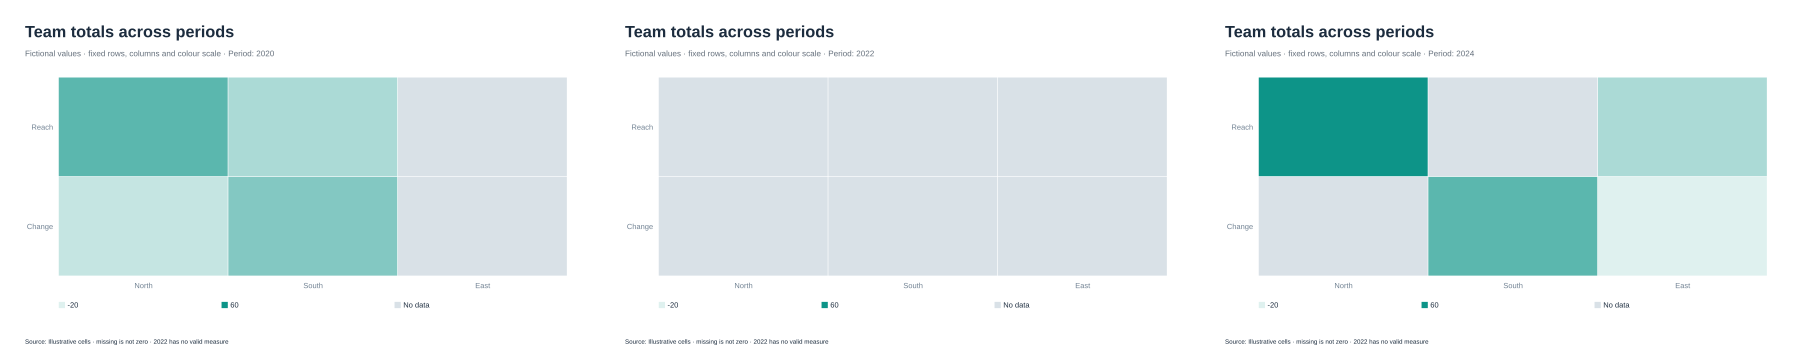 Team totals across periods
Fictional values · fixed rows, columns and colour scale · Period: 2020
Reach
Change
North South East
-20 60 No data
Source: Illustrative cells · missing is not zero · 2022 has no valid measure
Team totals across periods
Fictional values · fixed rows, columns and colour scale · Period: 2022
Reach
Change
North South East
-20 60 No data
Source: Illustrative cells · missing is not zero · 2022 has no valid measure
Team totals across periods
Fictional values · fixed rows, columns and colour scale · Period: 2024
Reach
Change
North South East
-20 60 No data
Source: Illustrative cells · missing is not zero · 2022 has no valid measure